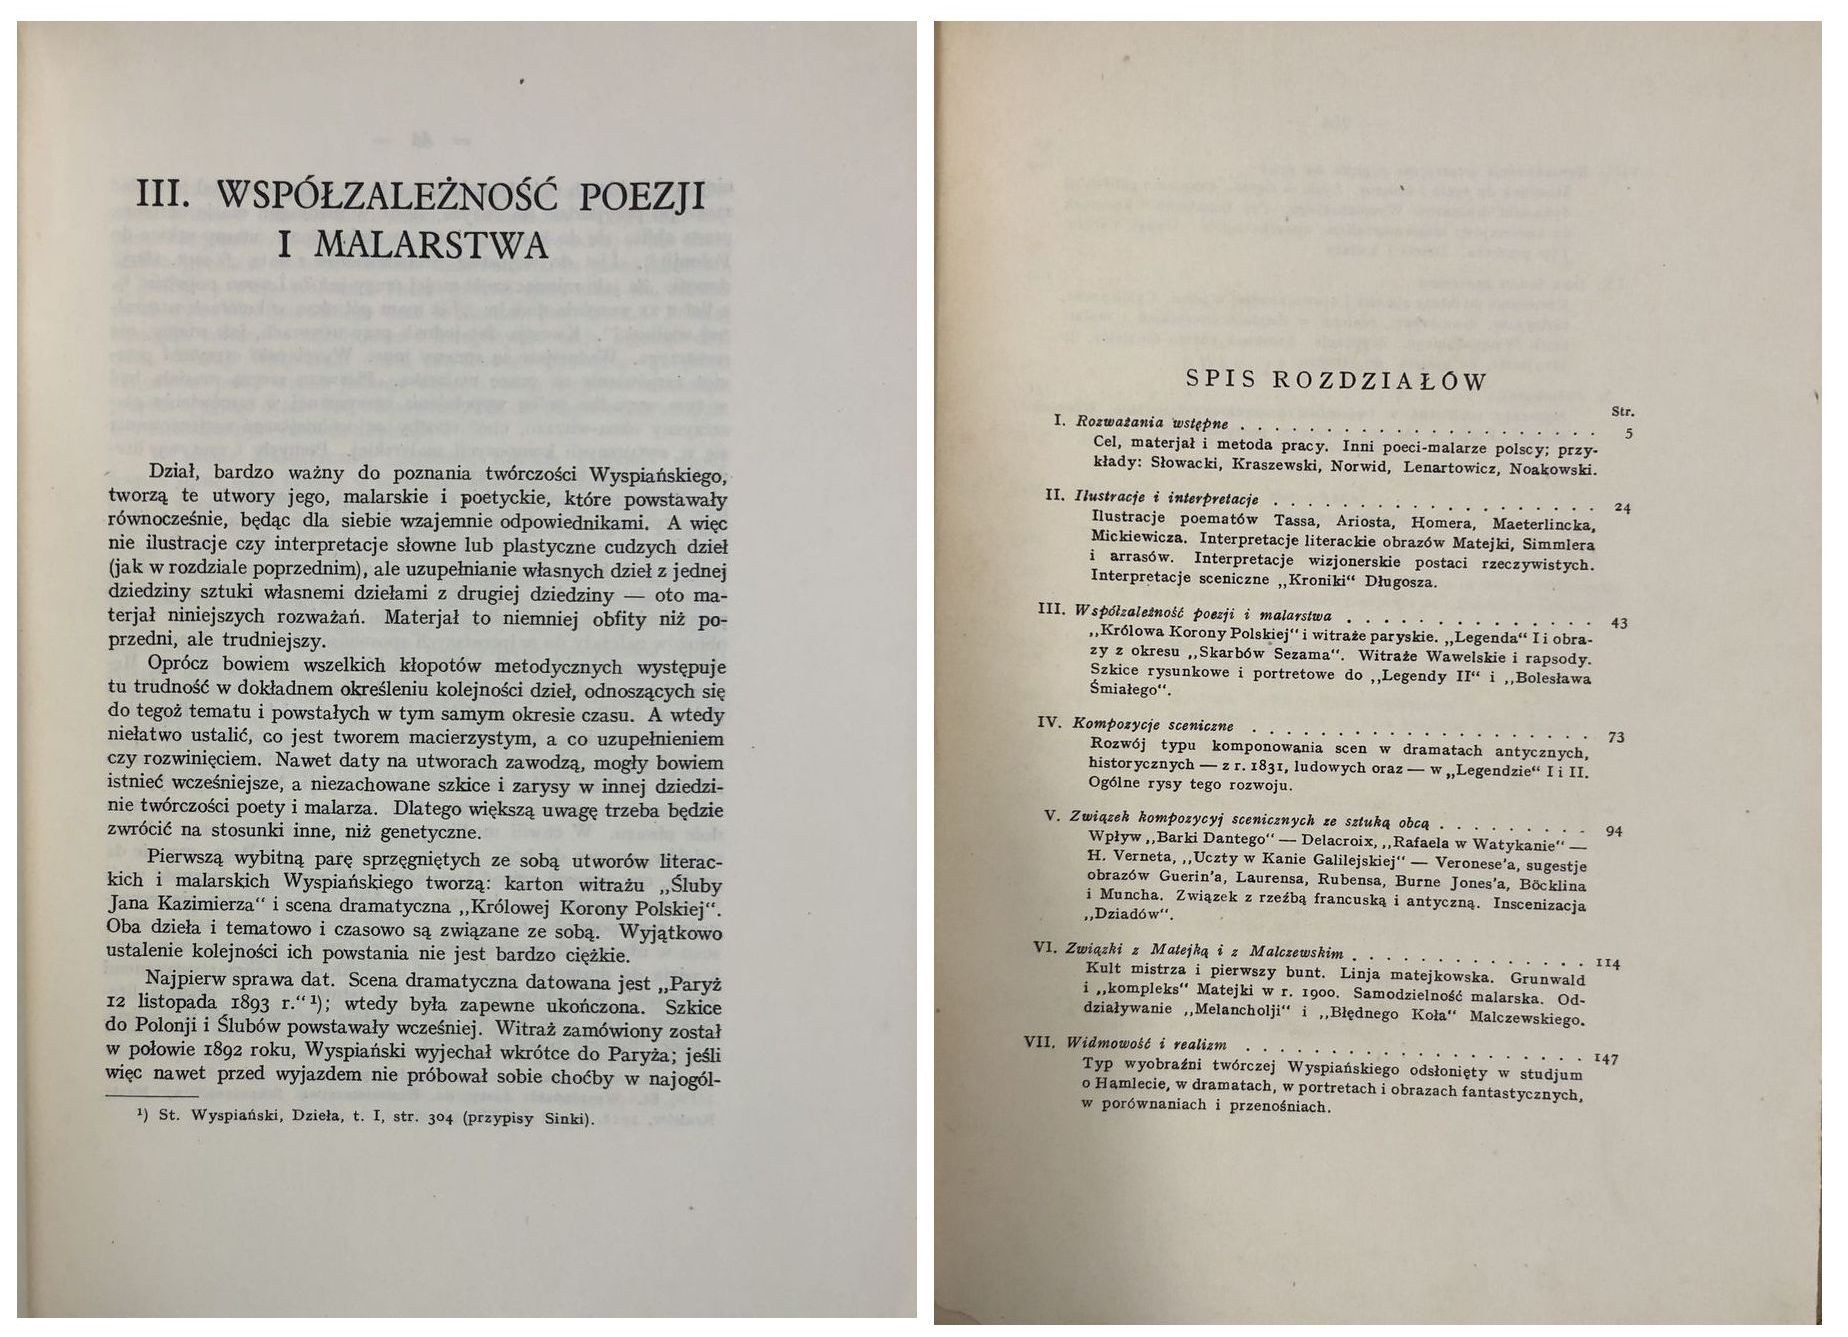 III. WSPÓŁZALEŻNOŚĆ POEZJI
I MALARSTWA
Dział, bardzo ważny do poznania twórczości Wyspiańskiego,
tworzą te utwory jego, malarskie i poetyckie, które powstawały
równocześnie, będąc dla siebie wzajemnie odpowiednikami. A więc
nie ilustracje czy interpretacje słowne lub plastyczne cudzych dzieł
(jak w rozdziale poprzednim), ale uzupełnianie własnych dzieł z jednej
dziedziny sztuki własnemi dziełami z drugiej dziedziny — oto ma-
terjał niniejszych rozważań. Materjał to niemniej obfity niż po-
przedni, ale trudniejszy.
Oprócz bowiem wszelkich kłopotów metodycznych występuje
tu trudność w dokładnem określeniu kolejności dzieł, odnoszących się
do tegoż tematu i powstałych w tym samym okresie czasu. A wtedy
niełatwo ustalić, co jest tworem macierzystym, a co uzupełnieniem
czy rozwinięciem. Nawet daty na utworach zawodzą, mogły bowiem
istnieć wcześniejsze, a niezachowane szkice i zarysy w innej dziedzi-
nie twórczości poety i malarza. Dlatego większą uwagę trzeba będzie
zwrócić na stosunki inne, niż genetyczne.
Pierwszą wybitną parę sprzęgniętych ze sobą utworów literac-
kich i malarskich Wyspiańskiego tworzą: karton witrażu „Śluby
Jana Kazimierza“ i scena dramatyczna „Królowej Korony Polskiej“.
Oba dzieła i tematowo i czasowo są związane ze sobą. Wyjątkowo
ustalenie kolejności ich powstania nie jest bardzo ciężkie.
Najpierw sprawa dat. Scena dramatyczna datowana jest „Paryż
12 listopada 1893 r.“ ¹); wtedy była zapewne ukończona. Szkice
do Polonji i Ślubów powstawały wcześniej. Witraż zamówiony został
w połowie 1892 roku, Wyspiański wyjechał wkrótce do Paryża; jeśli
więc nawet przed wyjazdem nie próbował sobie choćby w najogól-
¹) St. Wyspiański, Dzieła, t. I, str. 304 (przypisy Sinki).
SPIS ROZDZIAŁÓW
Str.
I. Rozważania wstępne . . . . . . . . . . . . . . . . . . . . 5
Cel, materjał i metoda pracy. Inni poeci-malarze polscy; przy-
kłady: Słowacki, Kraszewski, Norwid, Lenartowicz, Noakowski.
II. Ilustracje i interpretacje . . . . . . . . . . . . . . . . . . 24
Ilustracje poematów Tassa, Ariosta, Homera, Maeterlincka,
Mickiewicza. Interpretacje literackie obrazów Matejki, Simmlera
i arrasów. Interpretacje wizjonerskie postaci rzeczywistych.
Interpretacje sceniczne „Kroniki“ Długosza.
III. Współzależność poezji i malarstwa . . . . . . . . . . . . . . 43
„Królowa Korony Polskiej“ i witraże paryskie. „Legenda“ I i obra-
zy z okresu „Skarbów Sezama“. Witraże Wawelskie i rapsody.
Szkice rysunkowe i portretowe do „Legendy II“ i „Bolesława
Śmiałego“.
IV. Kompozycje sceniczne . . . . . . . . . . . . . . . . . . . 73
Rozwój typu komponowania scen w dramatach antycznych,
historycznych — z r. 1831, ludowych oraz — w „Legendzie“ I i II.
Ogólne rysy tego rozwoju.
V. Związek kompozycyj scenicznych ze sztuką obcą . . . . . . . . . 94
Wpływ „Barki Dantego“ — Delacroix, „Rafaela w Watykanie“ —
H. Verneta, „Uczty w Kanie Galilejskiej“ — Veronese'a, sugestje
obrazów Guerin'a, Laurensa, Rubensa, Burne Jones'a, Böcklina
i Muncha. Związek z rzeźbą francuską i antyczną. Inscenizacja
„Dziadów“.
VI. Związki z Matejką i z Malczewskim . . . . . . . . . . . . . 114
Kult mistrza i pierwszy bunt. Linja matejkowska. Grunwald
i „kompleks“ Matejki w r. 1900. Samodzielność malarska. Od-
działywanie „Melancholji“ i „Błędnego Koła“ Malczewskiego.
VII. Widmowość i realizm . . . . . . . . . . . . . . . . . . . 147
Typ wyobraźni twórczej Wyspiańskiego odsłonięty w studjum
o Hamlecie, w dramatach, w portretach i obrazach fantastycznych,
w porównaniach i przenośniach.